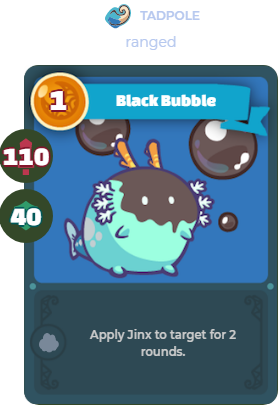 TADPOLE
ranged
1
Black Bubble
110
40
Apply Jinx to target for 2
rounds.